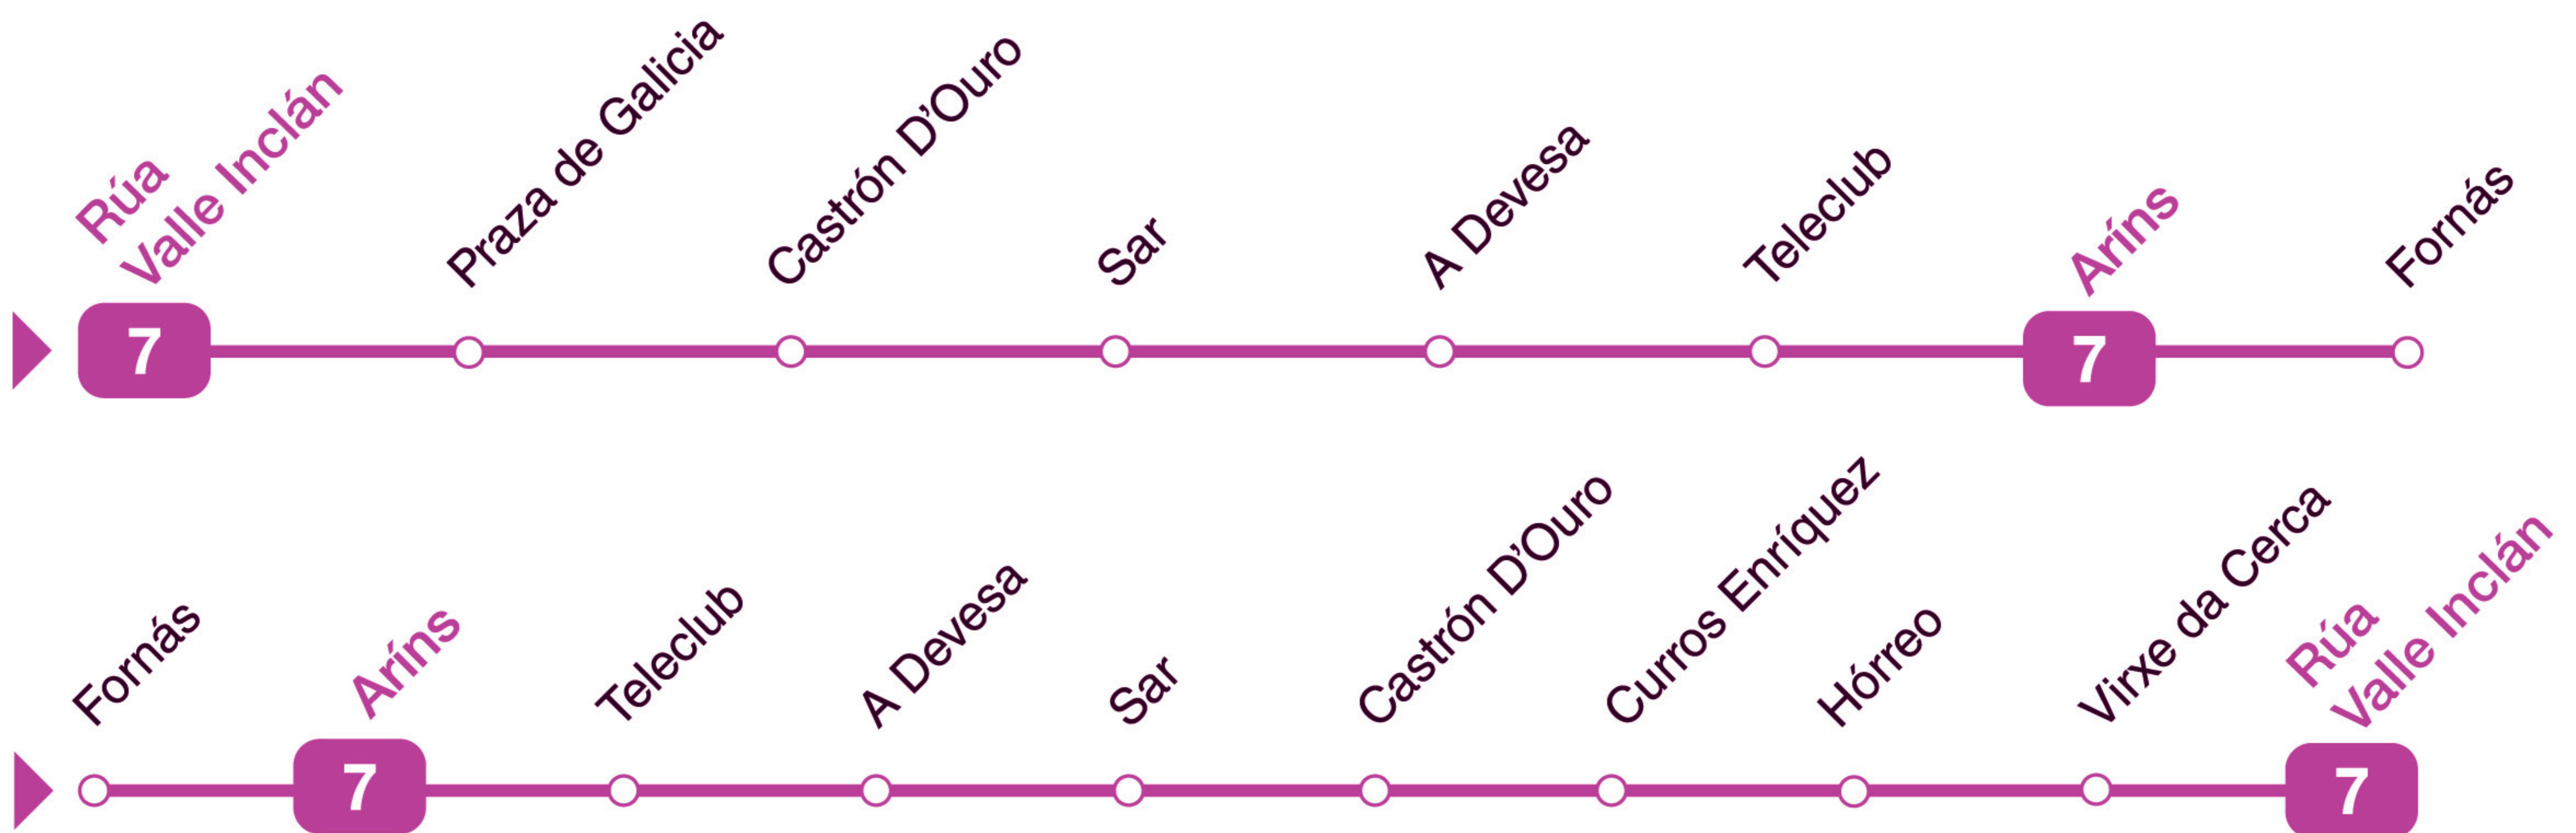 Rúa
Valle Inclán
Praza de Galicia
Castrón D'Ouro
Sar
A Devesa
Teleclub
Aríns
Fornás
7
7
Fornás
Aríns
Teleclub
A Devesa
Sar
Castrón D'Ouro
Curros Enríquez
Hórreo
Virxe da Cerca
Rúa
Valle Inclán
7
7